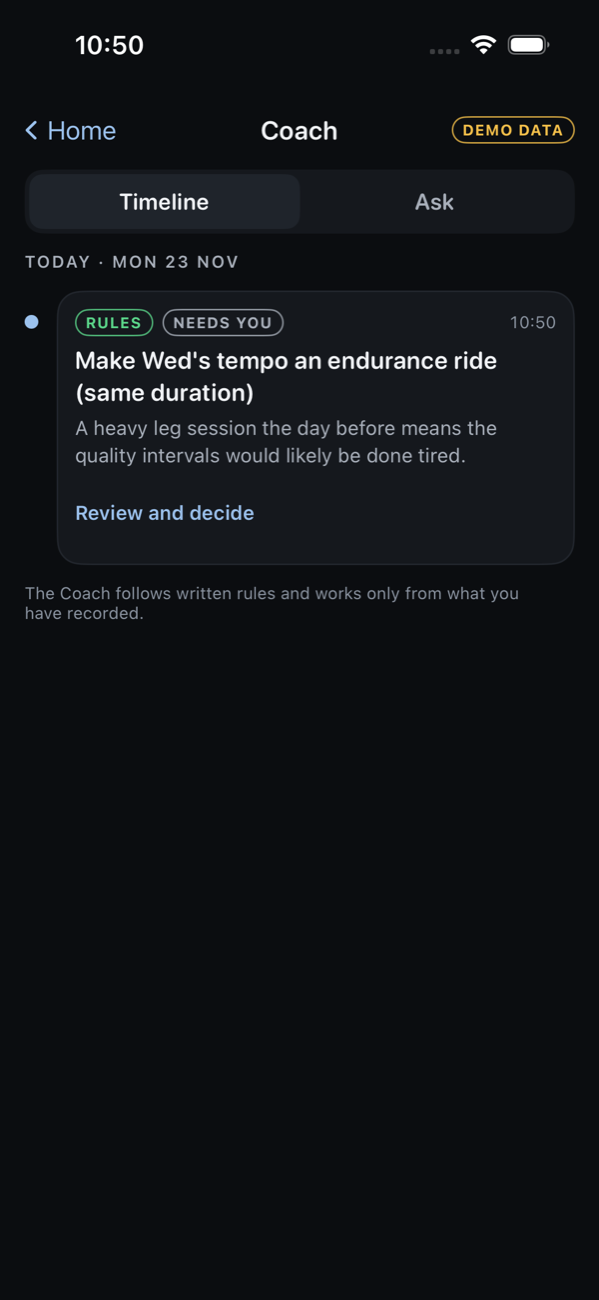 10:50
Home
Coach
DEMO DATA
Timeline
Ask
TODAY · MON 23 NOV
RULES
NEEDS YOU
10:50
Make Wed's tempo an endurance ride
(same duration)
A heavy leg session the day before means the
quality intervals would likely be done tired.
Review and decide
The Coach follows written rules and works only from what you
have recorded.